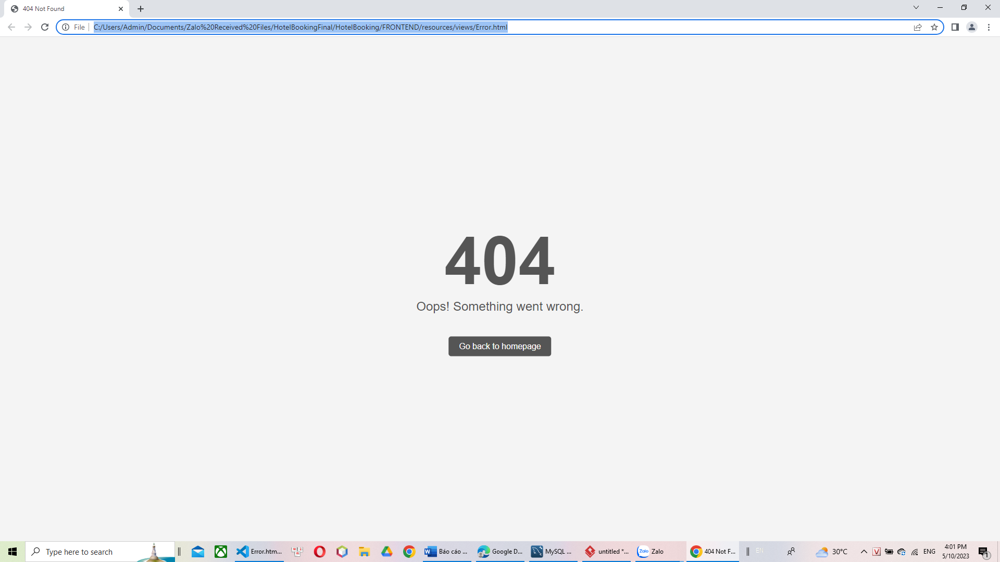 404 Not Found
File
C:/Users/Admin/Documents/Zalo%20Received%20Files/HotelBookingFinal/HotelBooking/FRONTEND/resources/views/Error.html
404
Oops! Something went wrong.
Go back to homepage
Type here to search
Error.htm...
Báo cáo ...
Google D...
MySQL ...
untitled *...
Zalo
Zalo
404 Not F...
EN
30°C
V
ENG
4:01 PM
5/10/2023
1